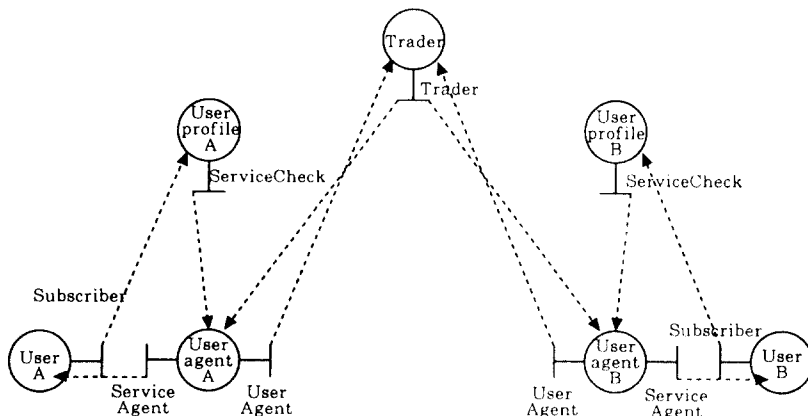 Trader
Trader
User
profile
A
User
profile
B
ServiceCheck
ServiceCheck
Subscriber
Subscriber
User
A
User
agent
A
User
agent
B
User
B
Service
Agent
User
Agent
User
Agent
Service
Agent